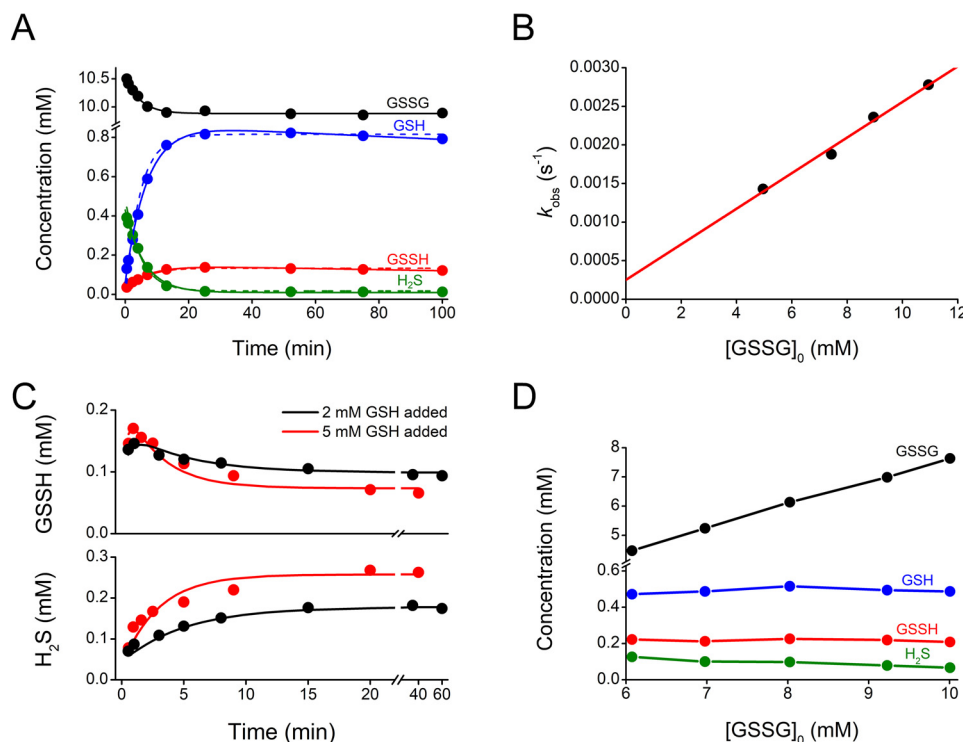 A
Concentration (mM)
10.5
10.0
0.8
0.4
0.0
GSSG
GSH
GSSH
H₂S
0 20 40 60 80 100
Time (min)
B
k_obs (s⁻¹)
0.0030
0.0025
0.0020
0.0015
0.0010
0.0005
0.0000
0 2 4 6 8 10 12
[GSSG]₀ (mM)
C
GSSH (mM)
0.2
0.1
0.0
2 mM GSH added
5 mM GSH added
H₂S (mM)
0.3
0.2
0.1
0.0
0 5 10 15 20 40 60
Time (min)
D
Concentration (mM)
8
7
6
5
0.6
0.4
0.2
0.0
GSSG
GSH
GSSH
H₂S
6 7 8 9 10
[GSSG]₀ (mM)